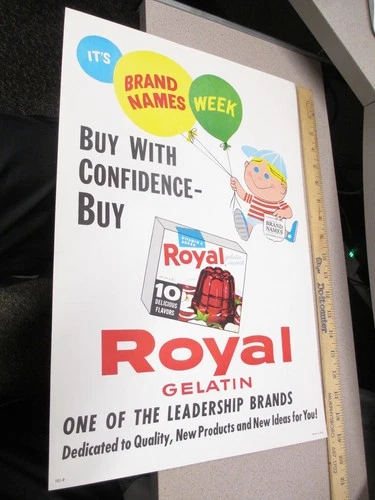 IT'S
BRAND
NAMES
WEEK
BUY WITH
CONFIDENCE-
BUY
BRAND
NAMES
Royal
10
DELICIOUS
FLAVORS
Royal
GELATIN
ONE OF THE LEADERSHIP BRANDS
Dedicated to Quality, New Products and New Ideas for You!